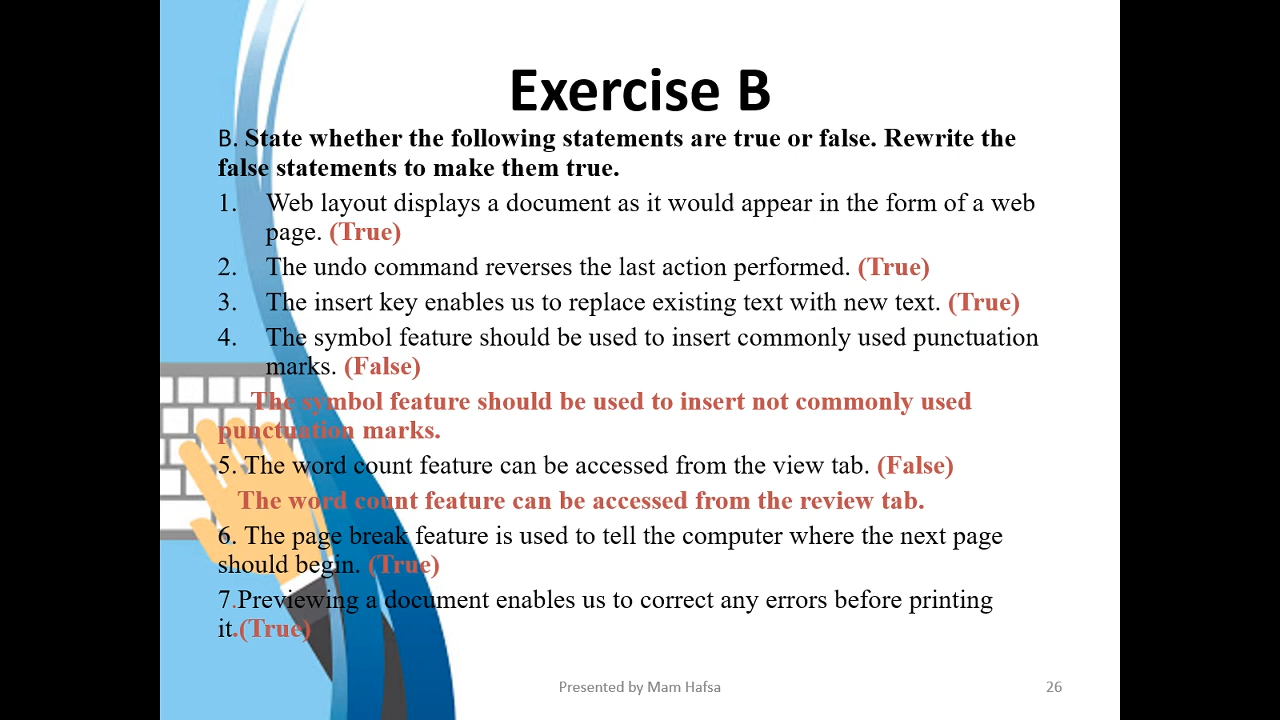 Exercise B
B. State whether the following statements are true or false. Rewrite the
false statements to make them true.
1. Web layout displays a document as it would appear in the form of a web
page. (True)
2. The undo command reverses the last action performed. (True)
3. The insert key enables us to replace existing text with new text. (True)
4. The symbol feature should be used to insert commonly used punctuation
marks. (False)
The symbol feature should be used to insert not commonly used
punctuation marks.
5. The word count feature can be accessed from the view tab. (False)
The word count feature can be accessed from the review tab.
6. The page break feature is used to tell the computer where the next page
should begin. (True)
7.Previewing a document enables us to correct any errors before printing
it.(True)
Presented by Mam Hafsa
26